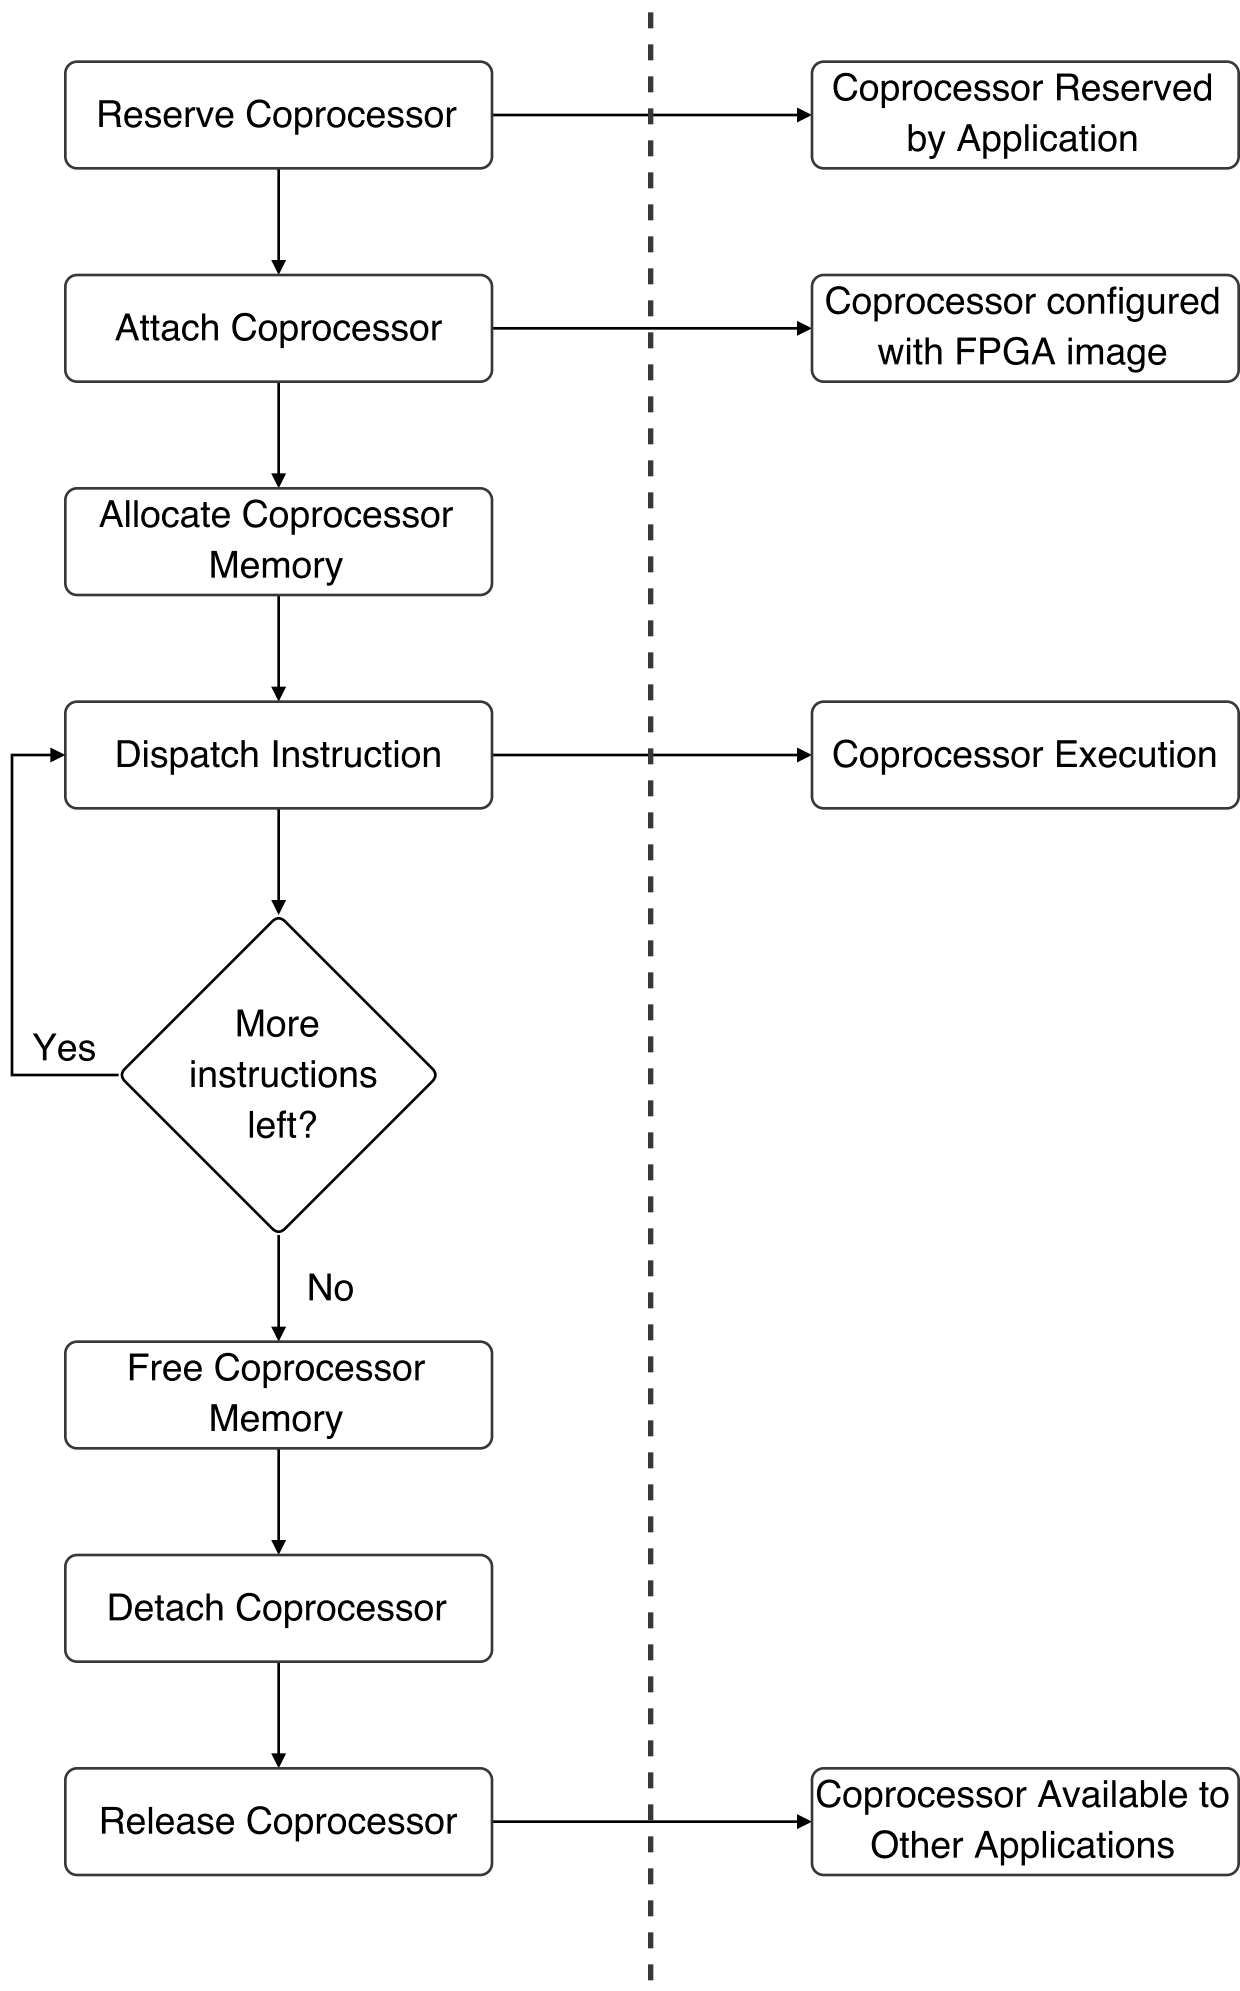 Reserve Coprocessor
Coprocessor Reserved
by Application
Attach Coprocessor
Coprocessor configured
with FPGA image
Allocate Coprocessor
Memory
Dispatch Instruction
Coprocessor Execution
More
instructions
left?
Yes
No
Free Coprocessor
Memory
Detach Coprocessor
Release Coprocessor
Coprocessor Available to
Other Applications